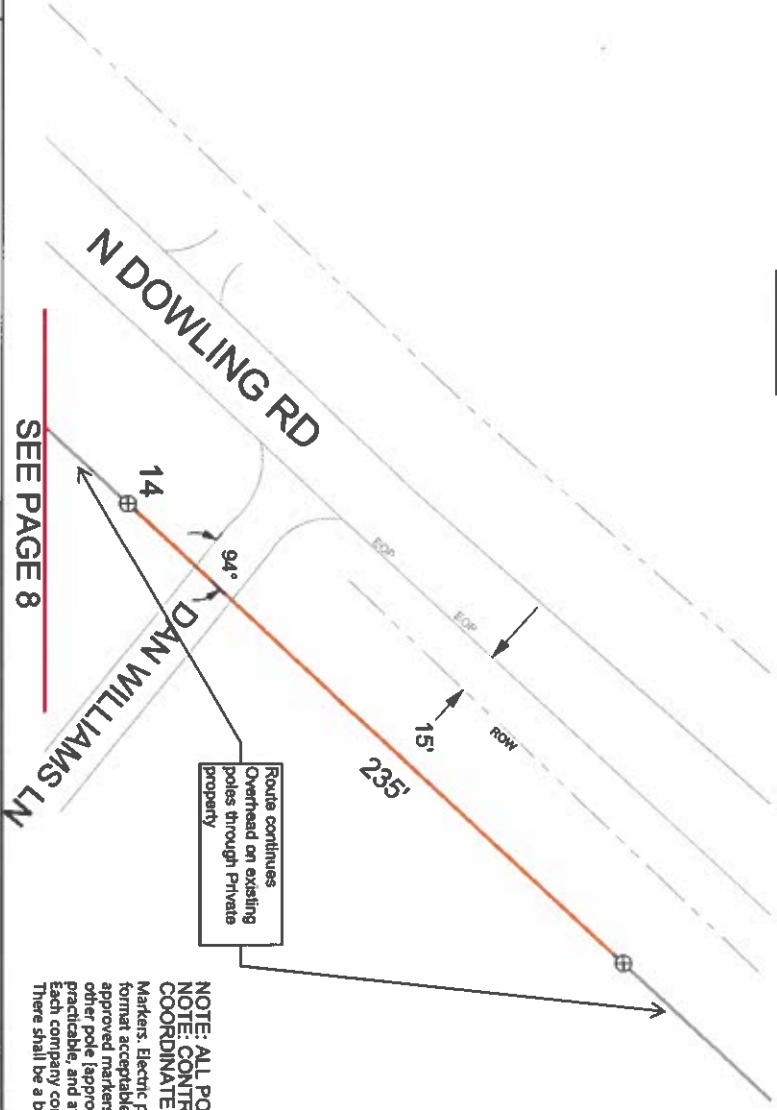 N DOWLING RD
14
94°
DAN WILLIAMS LN
SEE PAGE 8
EOP
EOP
15'
ROW
235'
Route continues
Overhead on existing
poles through Private
property
NOTE: ALL PO
NOTE: CONTR
COORDINATE
Markers. Electric p
format acceptable
approved markers
other pole [appro
practicable, and a
Each company co
There shall be a b